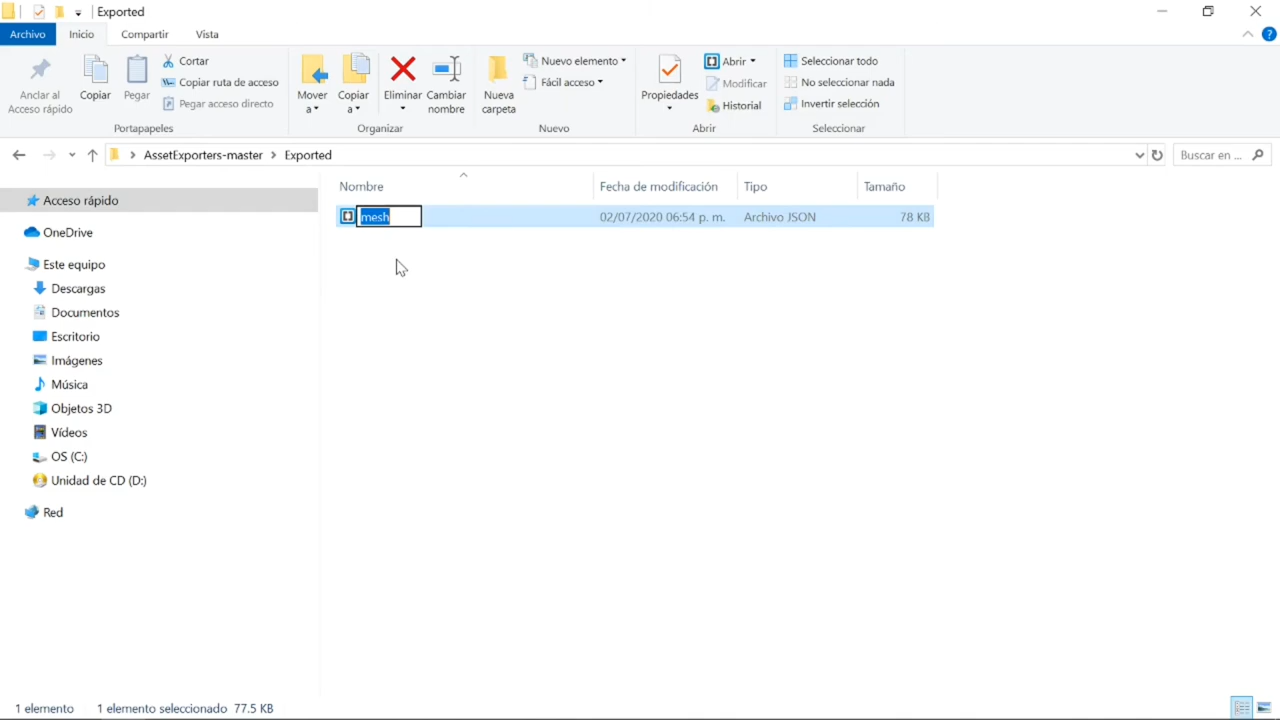 Exported
Archivo Inicio Compartir Vista
Anclar al Acceso rápido
Copiar
Pegar
Cortar
Copiar ruta de acceso
Pegar acceso directo
Portapapeles
Mover a
Copiar a
Eliminar
Cambiar nombre
Organizar
Nueva carpeta
Nuevo elemento
Fácil acceso
Nuevo
Propiedades
Abrir
Modificar
Historial
Abrir
Seleccionar todo
No seleccionar nada
Invertir selección
Seleccionar
AssetExporters-master > Exported
Buscar en ...
Nombre Fecha de modificación Tipo Tamaño
mesh 02/07/2020 06:54 p. m. Archivo JSON 78 KB
Acceso rápido
OneDrive
Este equipo
Descargas
Documentos
Escritorio
Imágenes
Música
Objetos 3D
Vídeos
OS (C:)
Unidad de CD (D:)
Red
1 elemento 1 elemento seleccionado 77.5 KB